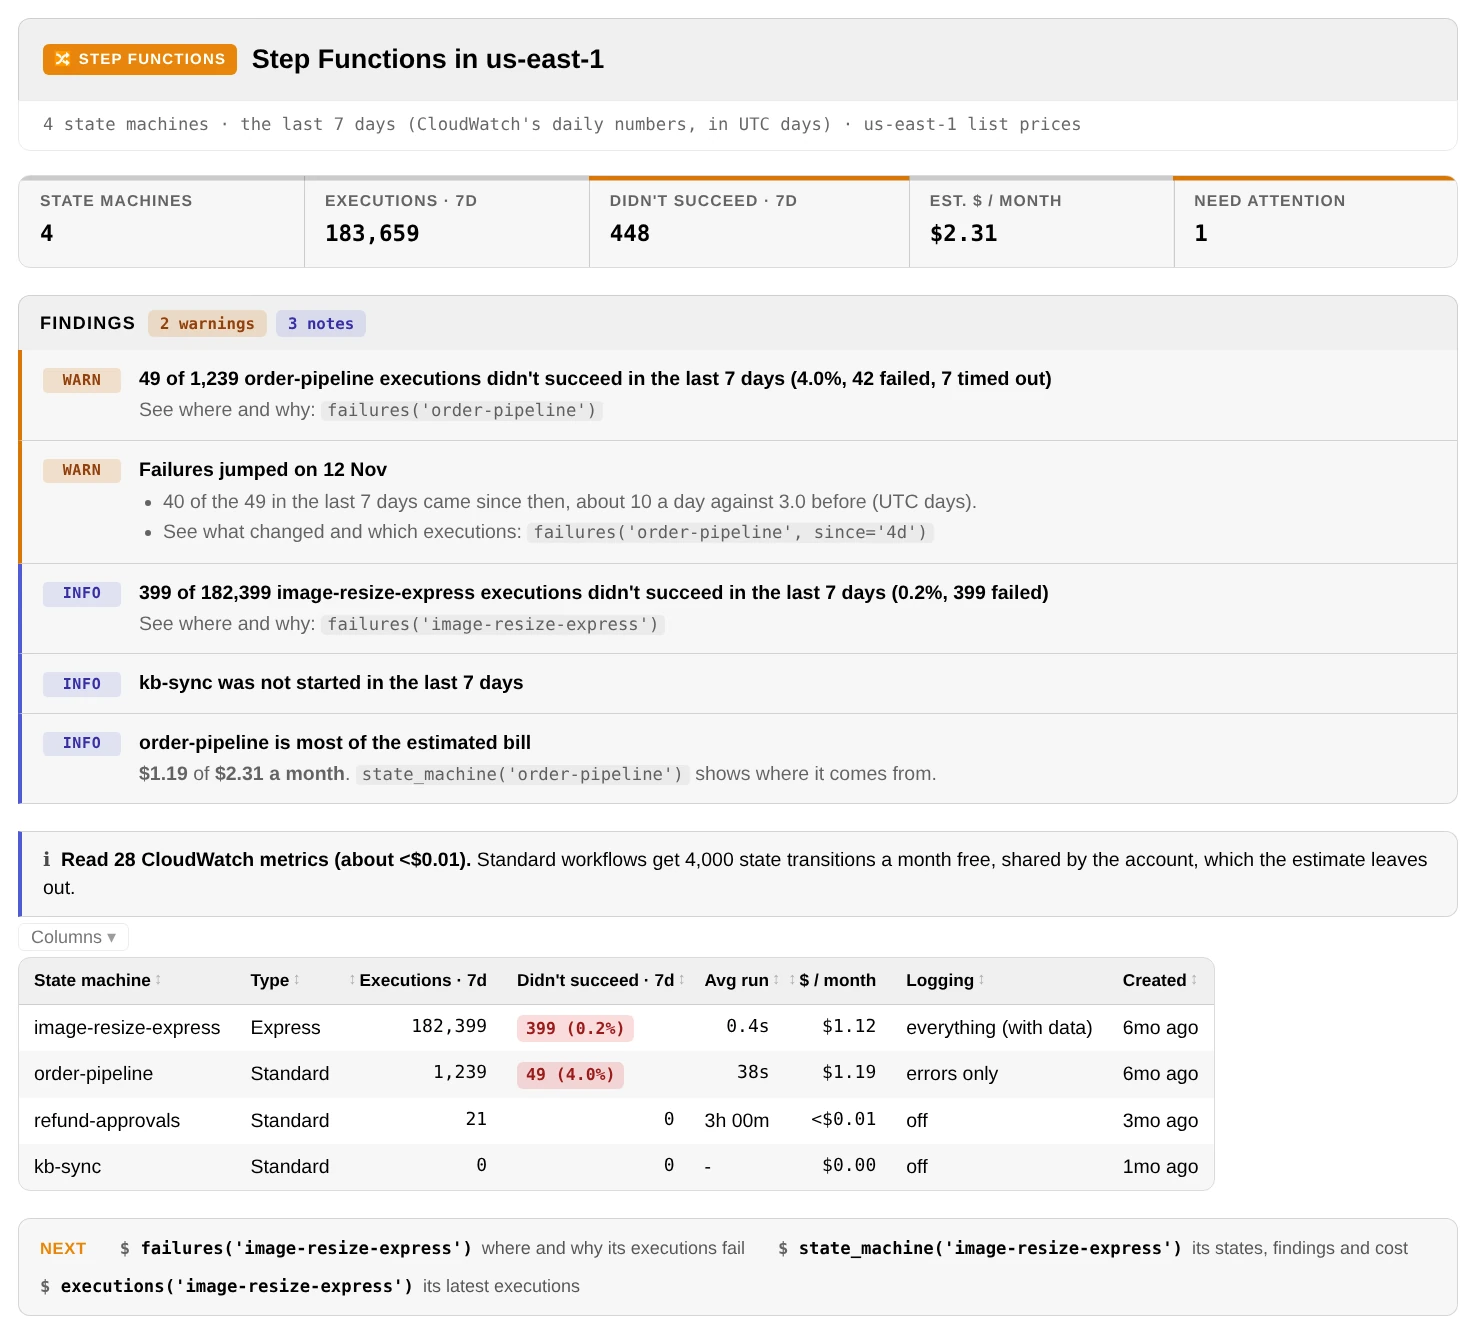 STEP FUNCTIONS Step Functions in us-east-1
4 state machines · the last 7 days (CloudWatch's daily numbers, in UTC days) · us-east-1 list prices
STATE MACHINES
4
EXECUTIONS · 7D
183,659
DIDN'T SUCCEED · 7D
448
EST. $ / MONTH
$2.31
NEED ATTENTION
1
FINDINGS 2 warnings 3 notes
WARN 49 of 1,239 order-pipeline executions didn't succeed in the last 7 days (4.0%, 42 failed, 7 timed out)
See where and why: failures('order-pipeline')
WARN Failures jumped on 12 Nov
• 40 of the 49 in the last 7 days came since then, about 10 a day against 3.0 before (UTC days).
• See what changed and which executions: failures('order-pipeline', since='4d')
INFO 399 of 182,399 image-resize-express executions didn't succeed in the last 7 days (0.2%, 399 failed)
See where and why: failures('image-resize-express')
INFO kb-sync was not started in the last 7 days
INFO order-pipeline is most of the estimated bill
$1.19 of $2.31 a month. state_machine('order-pipeline') shows where it comes from.
ℹ Read 28 CloudWatch metrics (about <$0.01). Standard workflows get 4,000 state transitions a month free, shared by the account, which the estimate leaves
out.
Columns ▾
State machine ↕ Type ↕ ↕ Executions · 7d Didn't succeed · 7d ↕ Avg run ↕ ↕ $ / month Logging ↕ Created ↕
image-resize-express Express 182,399 399 (0.2%) 0.4s $1.12 everything (with data) 6mo ago
order-pipeline Standard 1,239 49 (4.0%) 38s $1.19 errors only 6mo ago
refund-approvals Standard 21 0 3h 00m <$0.01 off 3mo ago
kb-sync Standard 0 0 - $0.00 off 1mo ago
NEXT $ failures('image-resize-express') where and why its executions fail $ state_machine('image-resize-express') its states, findings and cost
$ executions('image-resize-express') its latest executions